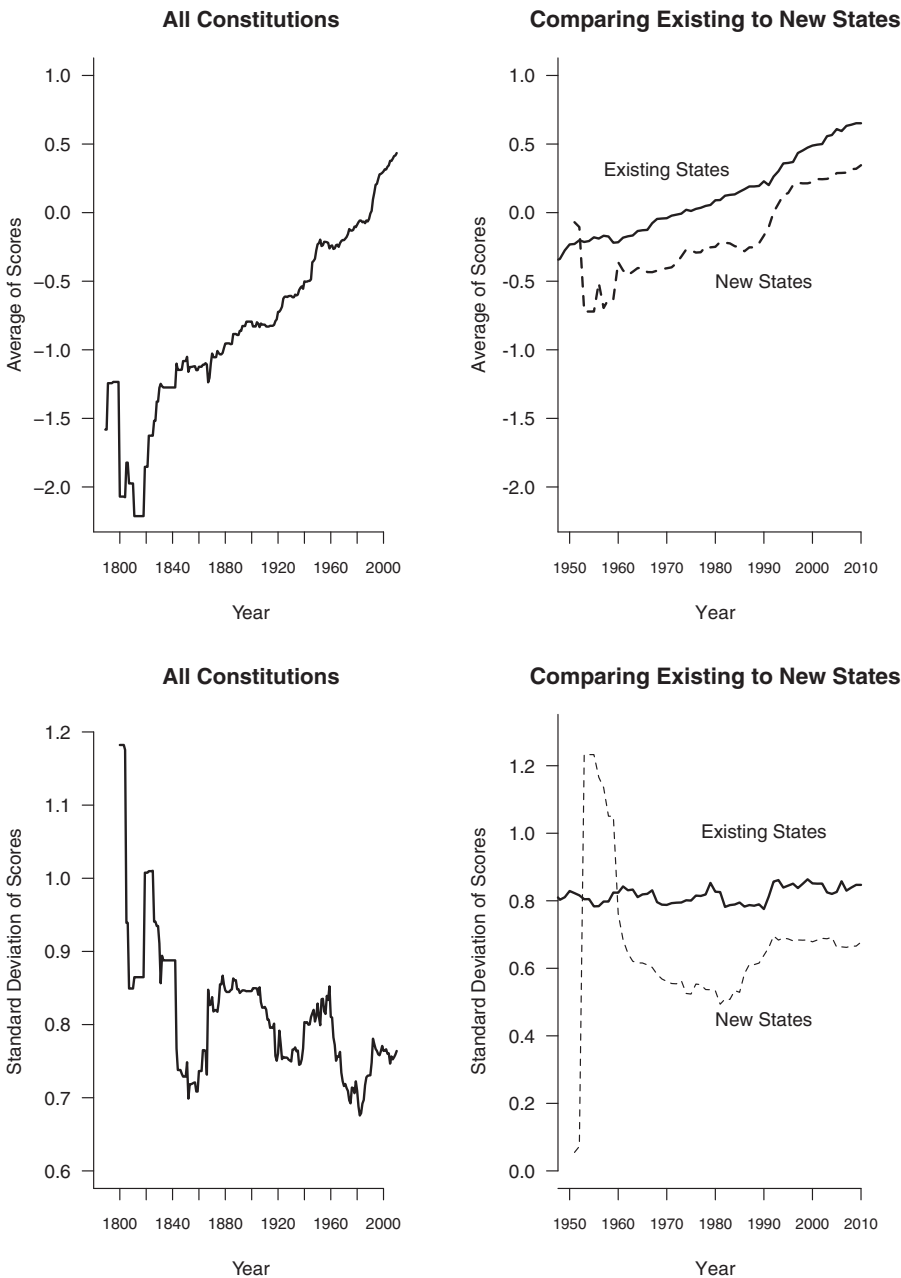 All Constitutions
Average of Scores
1.0
0.5
0.0
−0.5
−1.0
−1.5
−2.0
1800 1840 1880 1920 1960 2000
Year
Comparing Existing to New States
Average of Scores
1.0
0.5
0.0
-0.5
-1.0
-1.5
-2.0
Existing States
New States
1950 1960 1970 1980 1990 2000 2010
Year
All Constitutions
Standard Deviation of Scores
1.2
1.1
1.0
0.9
0.8
0.7
0.6
1800 1840 1880 1920 1960 2000
Year
Comparing Existing to New States
Standard Deviation of Scores
1.2
1.0
0.8
0.6
0.4
0.2
0.0
Existing States
New States
1950 1960 1970 1980 1990 2000 2010
Year